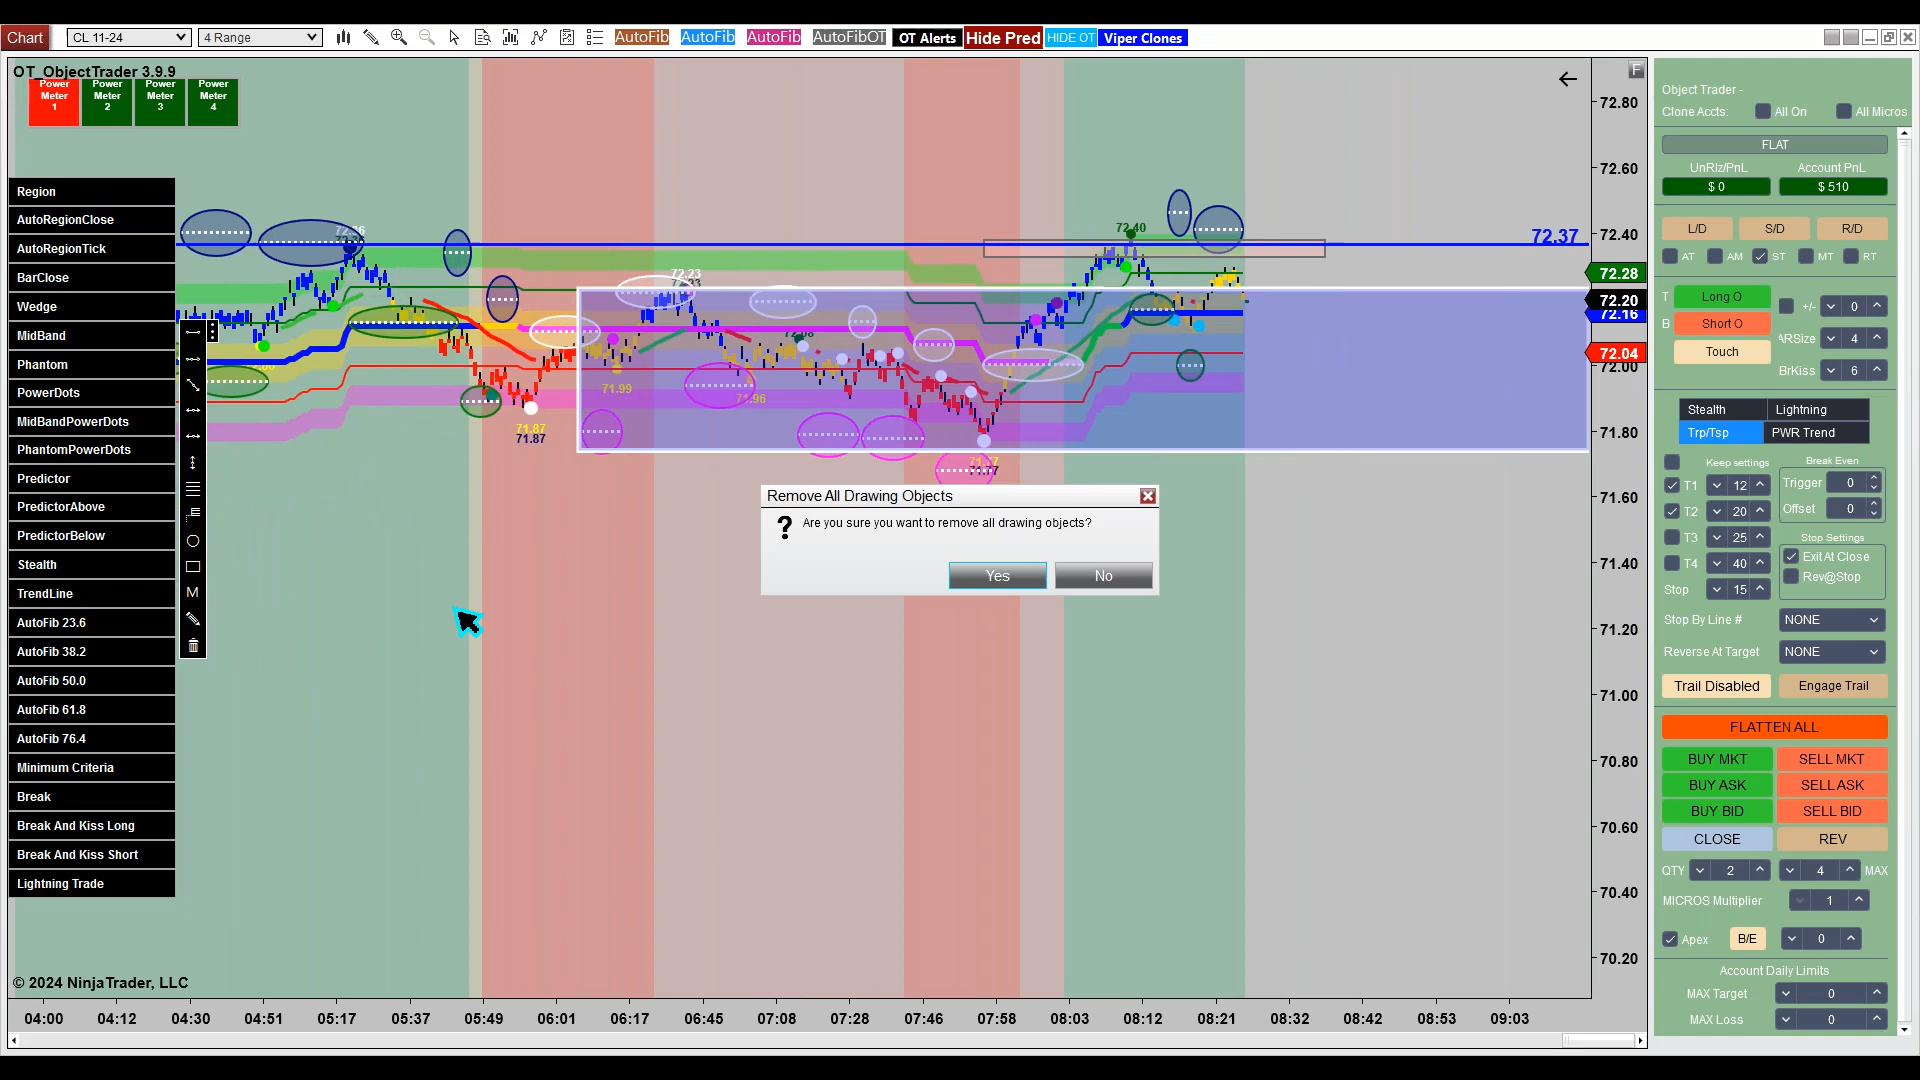 Chart CL 11-24 4 Range AutoFib AutoFib AutoFib AutoFibOT OT Alerts Hide Pred HIDE OT Viper Clones
OT_ObjectTrader 3.9.9
Power Meter 1
Power Meter 2
Power Meter 3
Power Meter 4
Region
AutoRegionClose
AutoRegionTick
BarClose
Wedge
MidBand
Phantom
PowerDots
MidBandPowerDots
PhantomPowerDots
Predictor
PredictorAbove
PredictorBelow
Stealth
TrendLine
AutoFib 23.6
AutoFib 38.2
AutoFib 50.0
AutoFib 61.8
AutoFib 76.4
Minimum Criteria
Break
Break And Kiss Long
Break And Kiss Short
Lightning Trade
M
72.23
72.40
72.37
71.99
71.96
71.87
71.87
Remove All Drawing Objects
Are you sure you want to remove all drawing objects?
Yes No
F
72.80
72.60
72.40
72.28
72.20
72.16
72.04
72.00
71.80
71.60
71.40
71.20
71.00
70.80
70.60
70.40
70.20
© 2024 NinjaTrader, LLC
04:00 04:12 04:30 04:51 05:17 05:37 05:49 06:01 06:17 06:45 07:08 07:28 07:46 07:58 08:03 08:12 08:21 08:32 08:42 08:53 09:03
Object Trader -
Clone Accts: All On All Micros
FLAT
UnRlz/PnL Account PnL
$ 0 $ 510
L/D S/D R/D
AT AM ST MT RT
T Long O +/- 0
B Short O ARSize 4
Touch BrKiss 6
Stealth Lightning
Trp/Tsp PWR Trend
Keep settings Break Even
T1 12 Trigger 0
T2 20 Offset 0
T3 25 Stop Settings
T4 40 Exit At Close
Stop 15 Rev@Stop
Stop By Line # NONE
Reverse At Target NONE
Trail Disabled Engage Trail
FLATTEN ALL
BUY MKT SELL MKT
BUY ASK SELL ASK
BUY BID SELL BID
CLOSE REV
QTY 2 4 MAX
MICROS Multiplier 1
Apex B/E 0
Account Daily Limits
MAX Target 0
MAX Loss 0